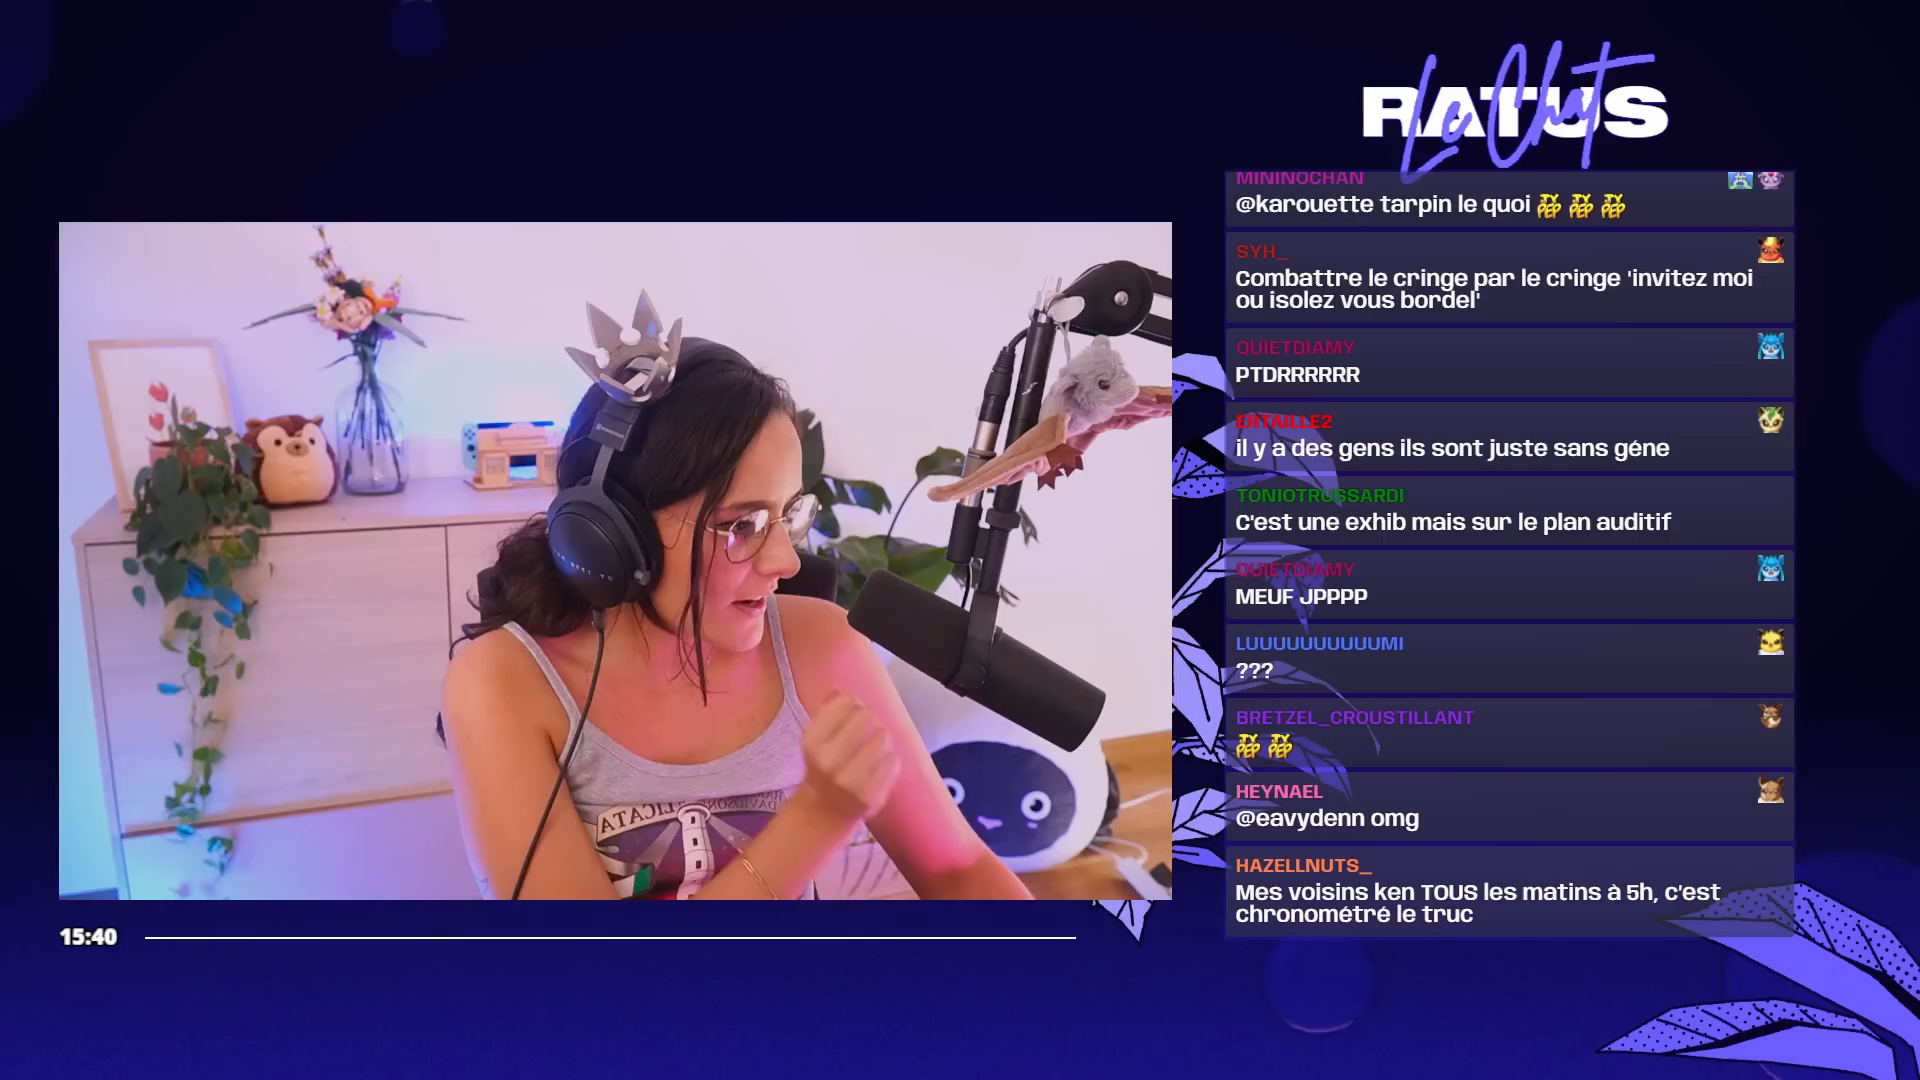 RATUS
Le Chat
MININOCHAN
@karouette tarpin le quoi
SYH_
Combattre le cringe par le cringe 'invitez moi
ou isolez vous bordel'
QUIETDIAMY
PTDRRRRRR
ERTAILLE2
il y a des gens ils sont juste sans géne
TONIOTRUSSARDI
C'est une exhib mais sur le plan auditif
QUIETDIAMY
MEUF JPPPP
LUUUUUUUUUUMI
???
BRETZEL_CROUSTILLANT
HEYNAEL
@eavydenn omg
HAZELLNUTS_
Mes voisins ken TOUS les matins à 5h, c'est
chronométré le truc
15:40